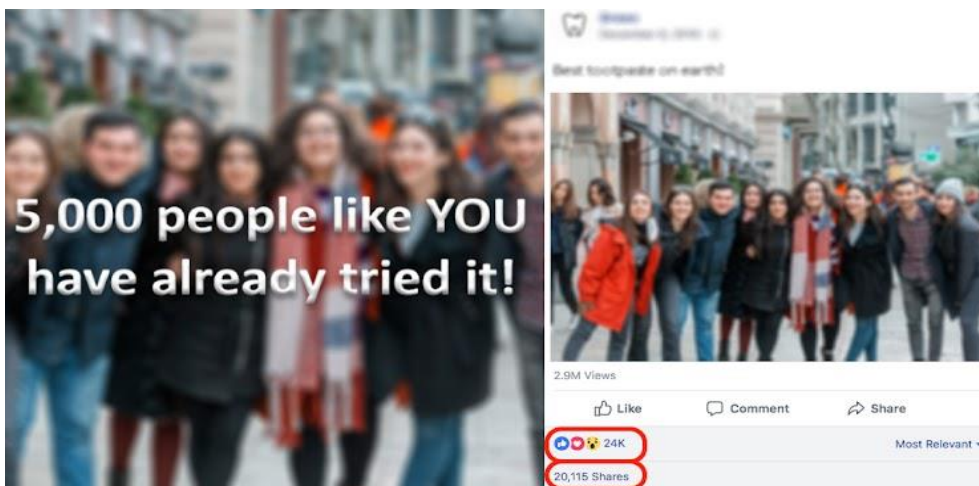 5,000 people like YOU
have already tried it!
Best toothpaste on earth!
2.9M Views
Like Comment Share
24K Most Relevant
20,115 Shares